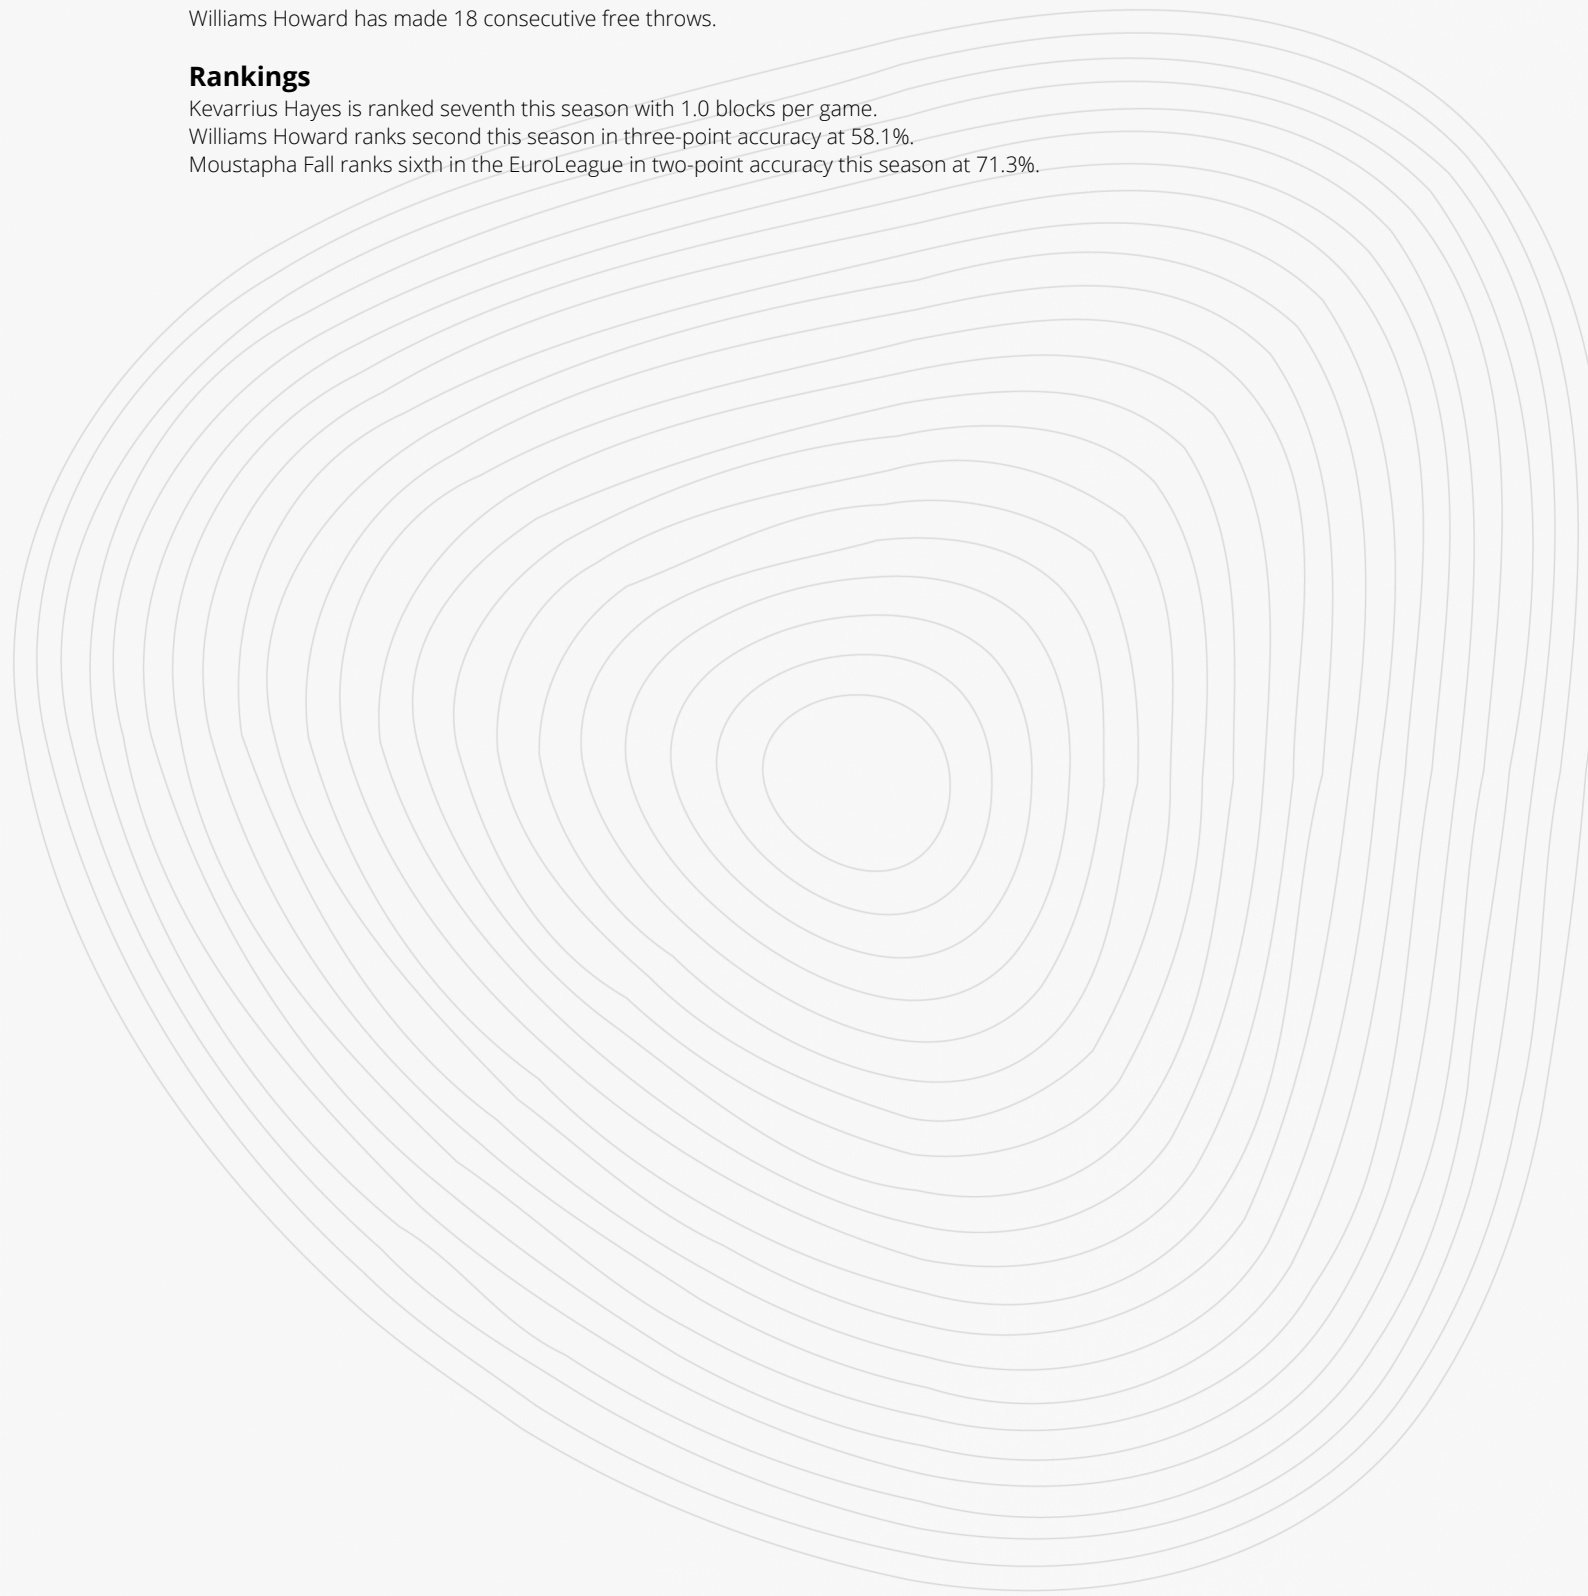 Williams Howard has made 18 consecutive free throws.
Rankings
Kevarrius Hayes is ranked seventh this season with 1.0 blocks per game.
Williams Howard ranks second this season in three-point accuracy at 58.1%.
Moustapha Fall ranks sixth in the EuroLeague in two-point accuracy this season at 71.3%.